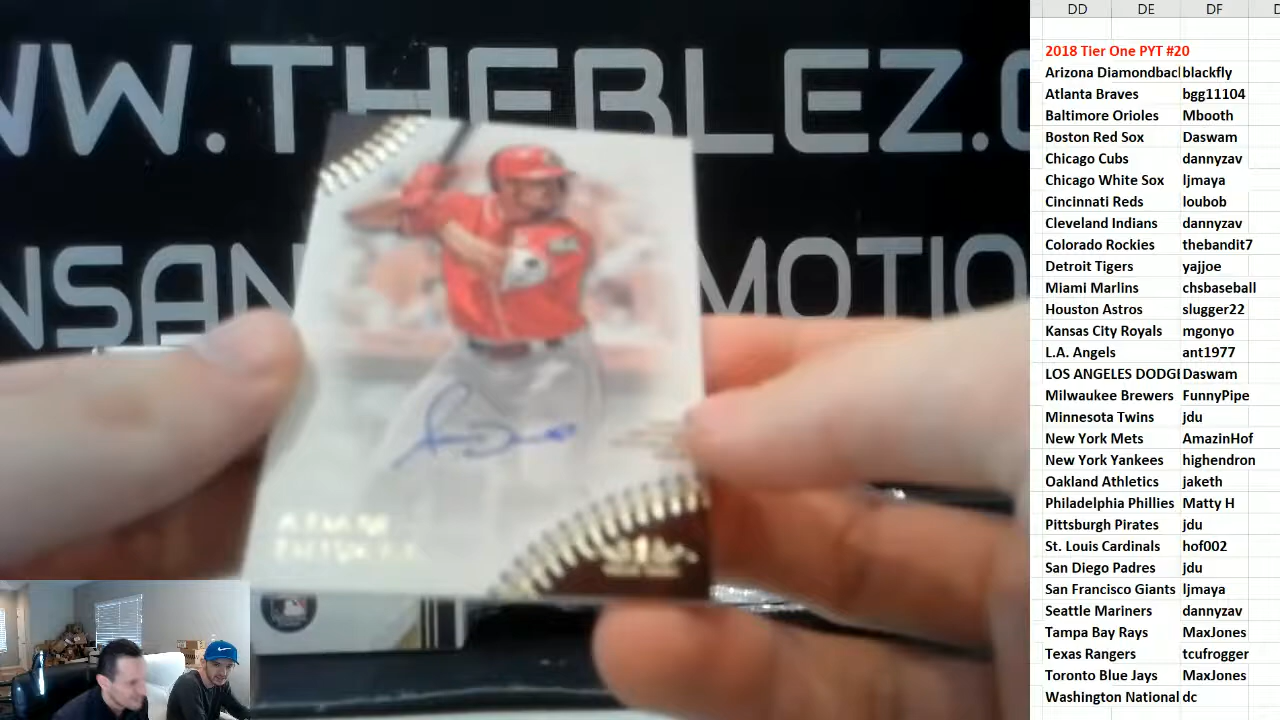 WW.THEBLEZ.C
NSAN MOTIO
DD DE DF
2018 Tier One PYT #20
Arizona Diamondbacl blackfly
Atlanta Braves bgg11104
Baltimore Orioles Mbooth
Boston Red Sox Daswam
Chicago Cubs dannyzav
Chicago White Sox ljmaya
Cincinnati Reds loubob
Cleveland Indians dannyzav
Colorado Rockies thebandit7
Detroit Tigers yajjoe
Miami Marlins chsbaseball
Houston Astros slugger22
Kansas City Royals mgonyo
L.A. Angels ant1977
LOS ANGELES DODGE Daswam
Milwaukee Brewers FunnyPipe
Minnesota Twins jdu
New York Mets AmazinHof
New York Yankees highendron
Oakland Athletics jaketh
Philadelphia Phillies Matty H
Pittsburgh Pirates jdu
St. Louis Cardinals hof002
San Diego Padres jdu
San Francisco Giants ljmaya
Seattle Mariners dannyzav
Tampa Bay Rays MaxJones
Texas Rangers tcufrogger
Toronto Blue Jays MaxJones
Washington National dc